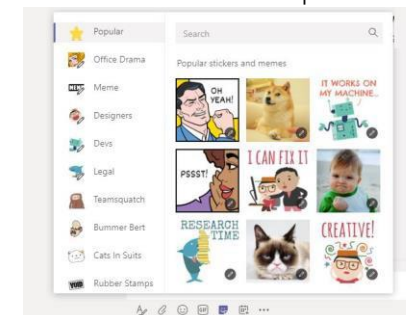 Popular
Office Drama
Meme
Designers
Devs
Legal
Teamsquatch
Bummer Bert
Cats In Suits
Rubber Stamps
Search
Popular stickers and memes
OH
YEAH!
IT WORKS ON
MY MACHINE...
PSSST!
I CAN FIX IT
RESEARCH
TIME
CREATIVE!
GIF